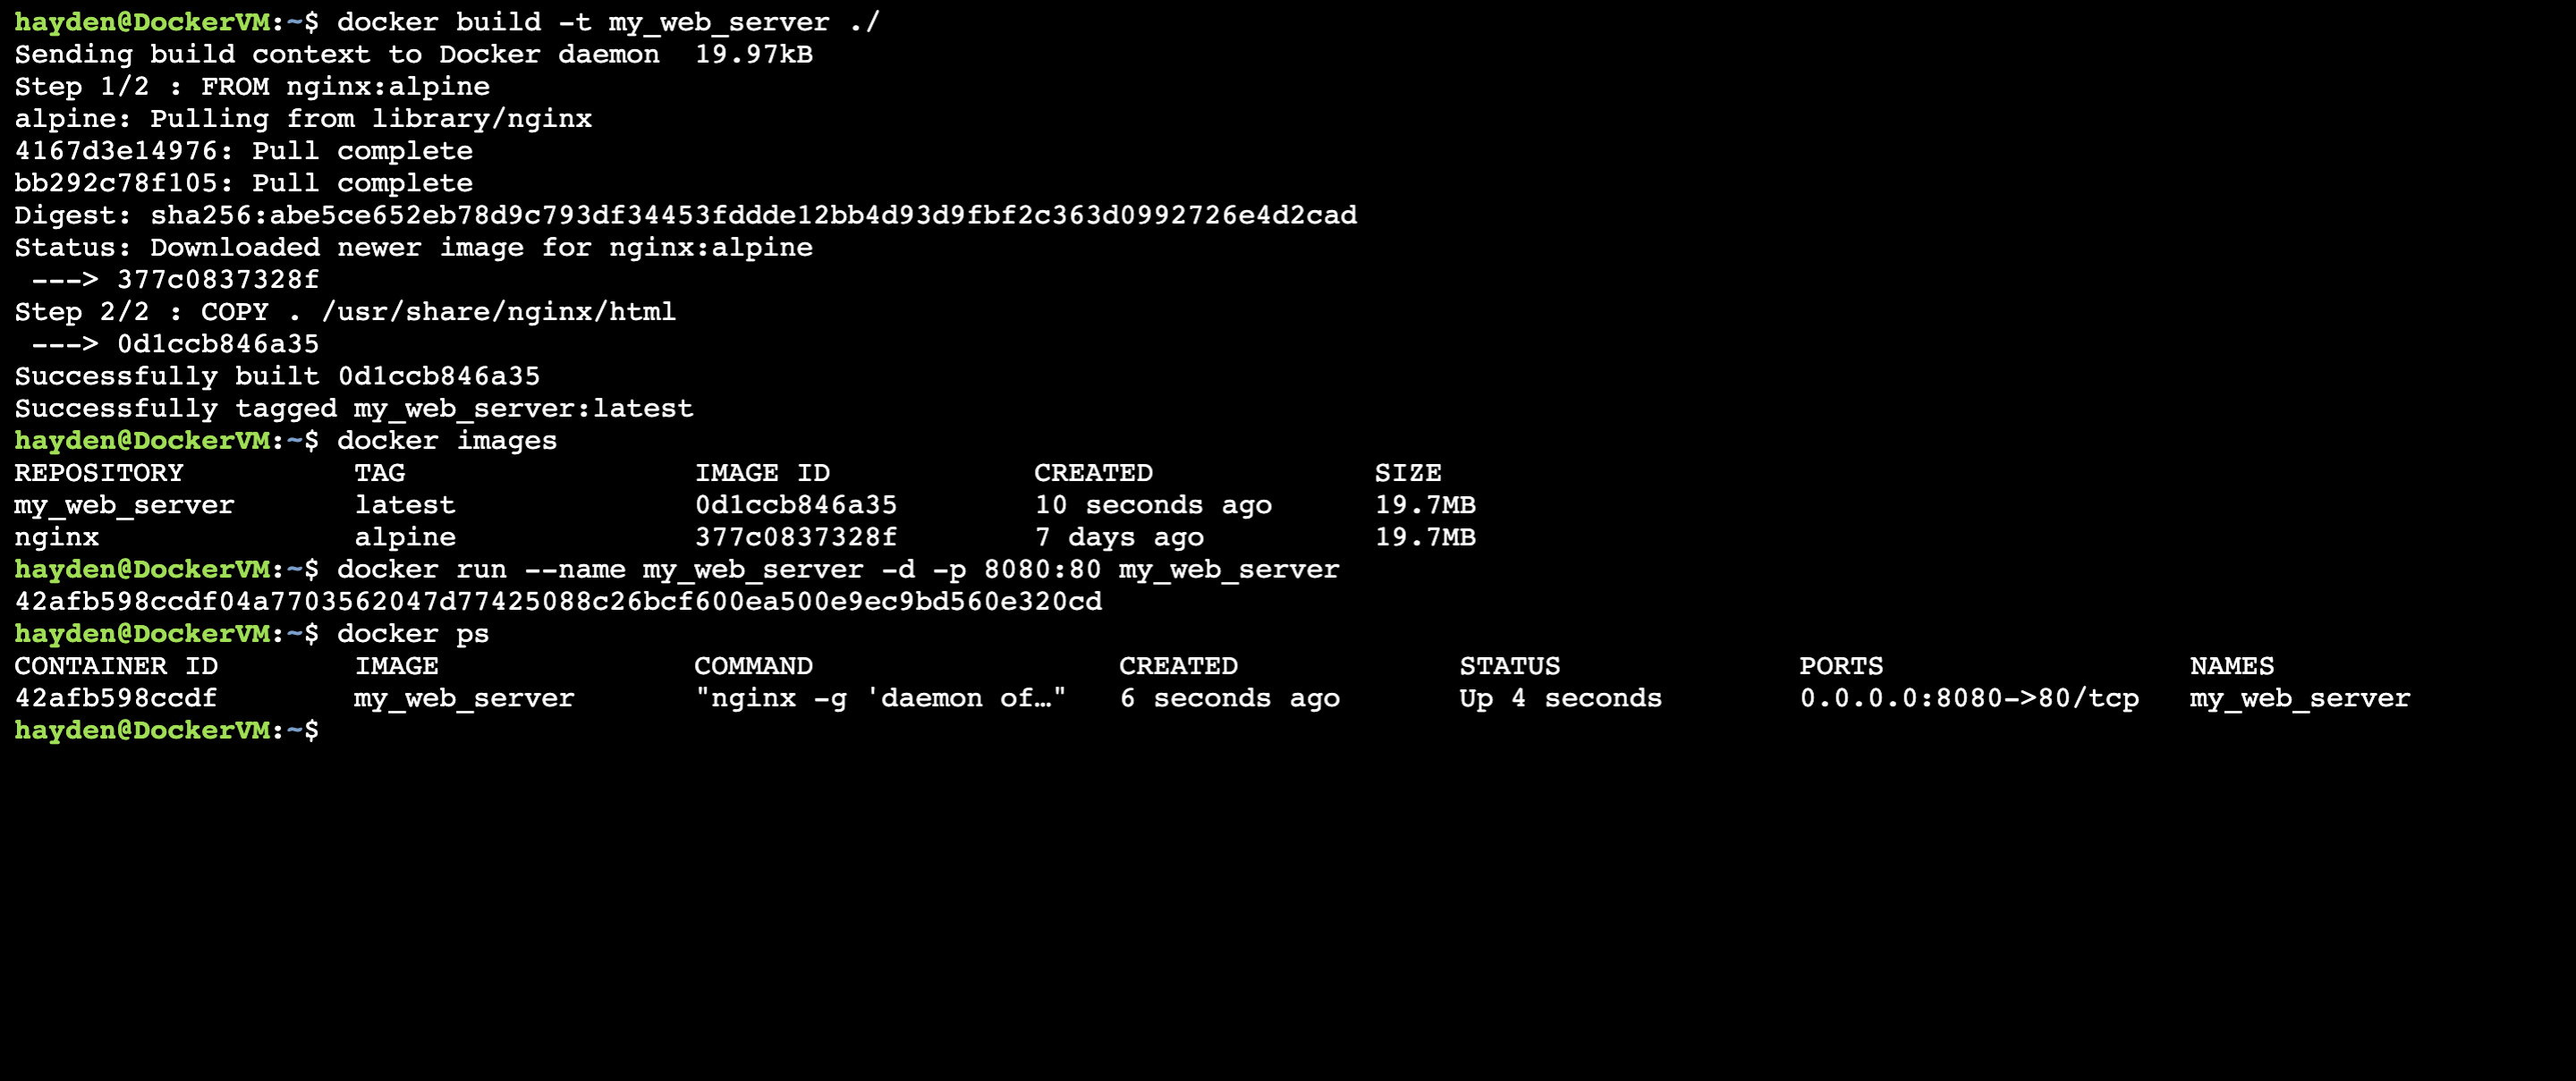 hayden@DockerVM:~$ docker build -t my_web_server ./
Sending build context to Docker daemon  19.97kB
Step 1/2 : FROM nginx:alpine
alpine: Pulling from library/nginx
4167d3e14976: Pull complete
bb292c78f105: Pull complete
Digest: sha256:abe5ce652eb78d9c793df34453fddde12bb4d93d9fbf2c363d0992726e4d2cad
Status: Downloaded newer image for nginx:alpine
 ---> 377c0837328f
Step 2/2 : COPY . /usr/share/nginx/html
 ---> 0d1ccb846a35
Successfully built 0d1ccb846a35
Successfully tagged my_web_server:latest
hayden@DockerVM:~$ docker images
REPOSITORY          TAG                 IMAGE ID            CREATED             SIZE
my_web_server       latest              0d1ccb846a35        10 seconds ago      19.7MB
nginx               alpine              377c0837328f        7 days ago          19.7MB
hayden@DockerVM:~$ docker run --name my_web_server -d -p 8080:80 my_web_server
42afb598ccdf04a7703562047d77425088c26bcf600ea500e9ec9bd560e320cd
hayden@DockerVM:~$ docker ps
CONTAINER ID        IMAGE               COMMAND                  CREATED             STATUS              PORTS                  NAMES
42afb598ccdf        my_web_server       "nginx -g 'daemon of…"   6 seconds ago       Up 4 seconds        0.0.0.0:8080->80/tcp   my_web_server
hayden@DockerVM:~$